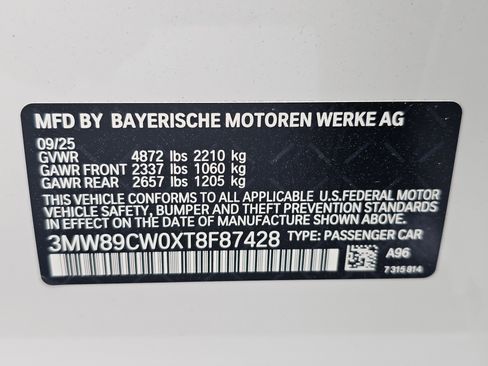 MFD BY BAYERISCHE MOTOREN WERKE AG
09/25
GVWR 4872 lbs 2210 kg
GAWR FRONT 2337 lbs 1060 kg
GAWR REAR 2657 lbs 1205 kg
THIS VEHICLE CONFORMS TO ALL APPLICABLE U.S.FEDERAL MOTOR
VEHICLE SAFETY, BUMPER, AND THEFT PREVENTION STANDARDS
IN EFFECT ON THE DATE OF MANUFACTURE SHOWN ABOVE.
3MW89CW0XT8F87428 TYPE: PASSENGER CAR
A96
7 315 814